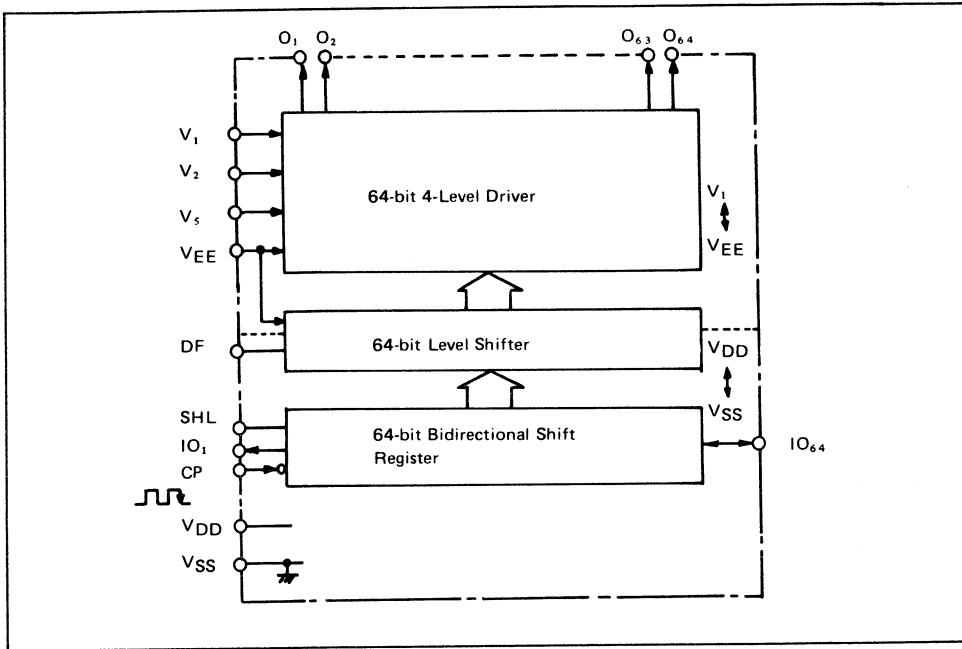 O1 O2 O63 O64
V1
V2
64-bit 4-Level Driver
V1
V5
VEE
VEE
DF
64-bit Level Shifter
VDD
VSS
SHL
IO1
64-bit Bidirectional Shift
Register
IO64
CP
VDD
VSS